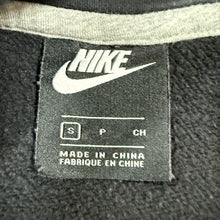 NIKE
S P CH
MADE IN CHINA
FABRIQUÉ EN CHINE